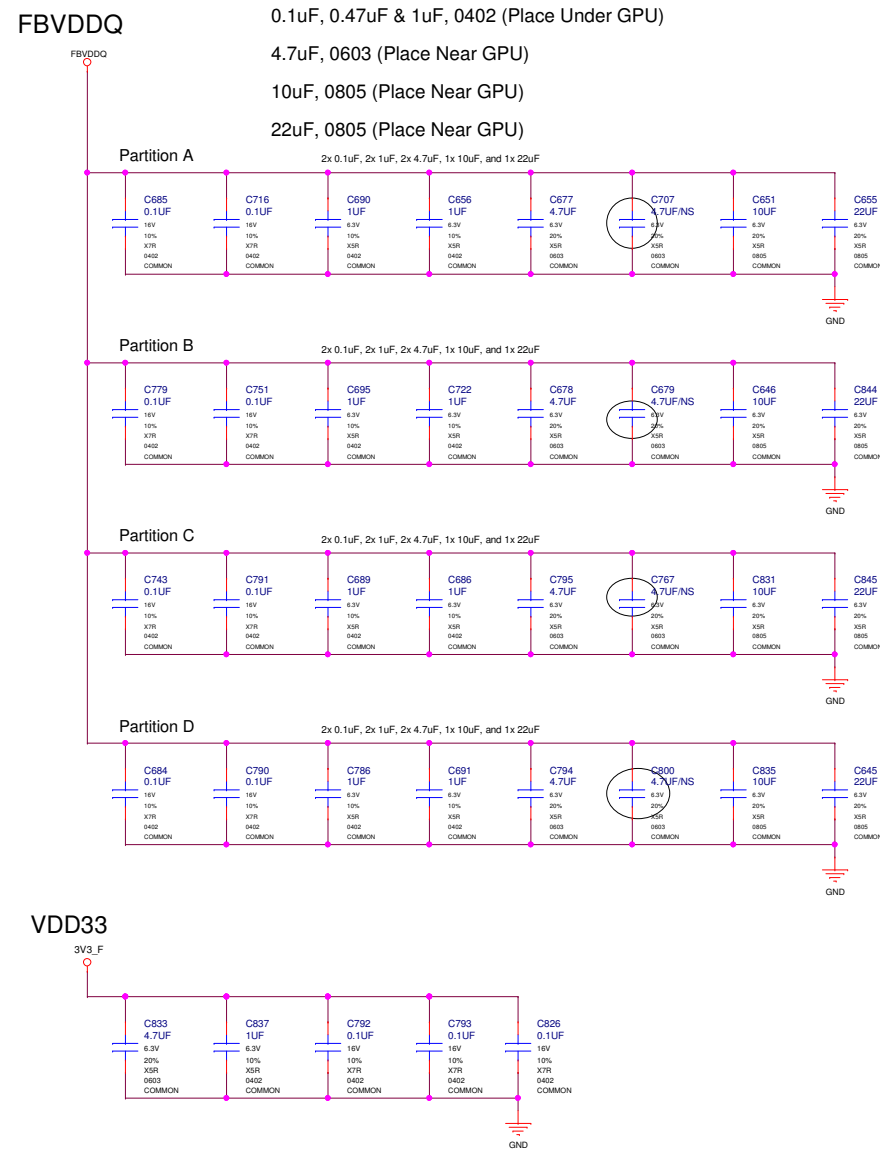 FBVDDQ
0.1uF, 0.47uF & 1uF, 0402 (Place Under GPU)
FBVDDQ
4.7uF, 0603 (Place Near GPU)
10uF, 0805 (Place Near GPU)
22uF, 0805 (Place Near GPU)
Partition A
2x 0.1uF, 2x 1uF, 2x 4.7uF, 1x 10uF, and 1x 22uF
C685 C716 C690 C656 C677 C707 C651 C655
0.1UF 0.1UF 1UF 1UF 4.7UF 4.7UF/NS 10UF 22UF
16V 16V 6.3V 6.3V 6.3V 6.3V 6.3V 6.3V
10% 10% 10% 10% 20% 20% 20% 20%
X7R X7R X5R X5R X5R X5R X5R X5R
0402 0402 0402 0402 0603 0603 0805 0805
COMMON COMMON COMMON COMMON COMMON COMMON COMMON COMMON
GND
Partition B
2x 0.1uF, 2x 1uF, 2x 4.7uF, 1x 10uF, and 1x 22uF
C779 C751 C695 C722 C678 C679 C646 C844
0.1UF 0.1UF 1UF 1UF 4.7UF 4.7UF/NS 10UF 22UF
16V 16V 6.3V 6.3V 6.3V 6.3V 6.3V 6.3V
10% 10% 10% 10% 20% 20% 20% 20%
X7R X7R X5R X5R X5R X5R X5R X5R
0402 0402 0402 0402 0603 0603 0805 0805
COMMON COMMON COMMON COMMON COMMON COMMON COMMON COMMON
GND
Partition C
2x 0.1uF, 2x 1uF, 2x 4.7uF, 1x 10uF, and 1x 22uF
C743 C791 C689 C686 C795 C767 C831 C845
0.1UF 0.1UF 1UF 1UF 4.7UF 4.7UF/NS 10UF 22UF
16V 16V 6.3V 6.3V 6.3V 6.3V 6.3V 6.3V
10% 10% 10% 10% 20% 20% 20% 20%
X7R X7R X5R X5R X5R X5R X5R X5R
0402 0402 0402 0402 0603 0603 0805 0805
COMMON COMMON COMMON COMMON COMMON COMMON COMMON COMMON
GND
Partition D
2x 0.1uF, 2x 1uF, 2x 4.7uF, 1x 10uF, and 1x 22uF
C684 C790 C786 C691 C794 C800 C835 C645
0.1UF 0.1UF 1UF 1UF 4.7UF 4.7UF/NS 10UF 22UF
16V 16V 6.3V 6.3V 6.3V 6.3V 6.3V 6.3V
10% 10% 10% 10% 20% 20% 20% 20%
X7R X7R X5R X5R X5R X5R X5R X5R
0402 0402 0402 0402 0603 0603 0805 0805
COMMON COMMON COMMON COMMON COMMON COMMON COMMON COMMON
GND
VDD33
3V3_F
C833 C837 C792 C793 C826
4.7UF 1UF 0.1UF 0.1UF 0.1UF
6.3V 6.3V 16V 16V 16V
20% 10% 10% 10% 10%
X5R X5R X7R X7R X7R
0603 0402 0402 0402 0402
COMMON COMMON COMMON COMMON COMMON
GND